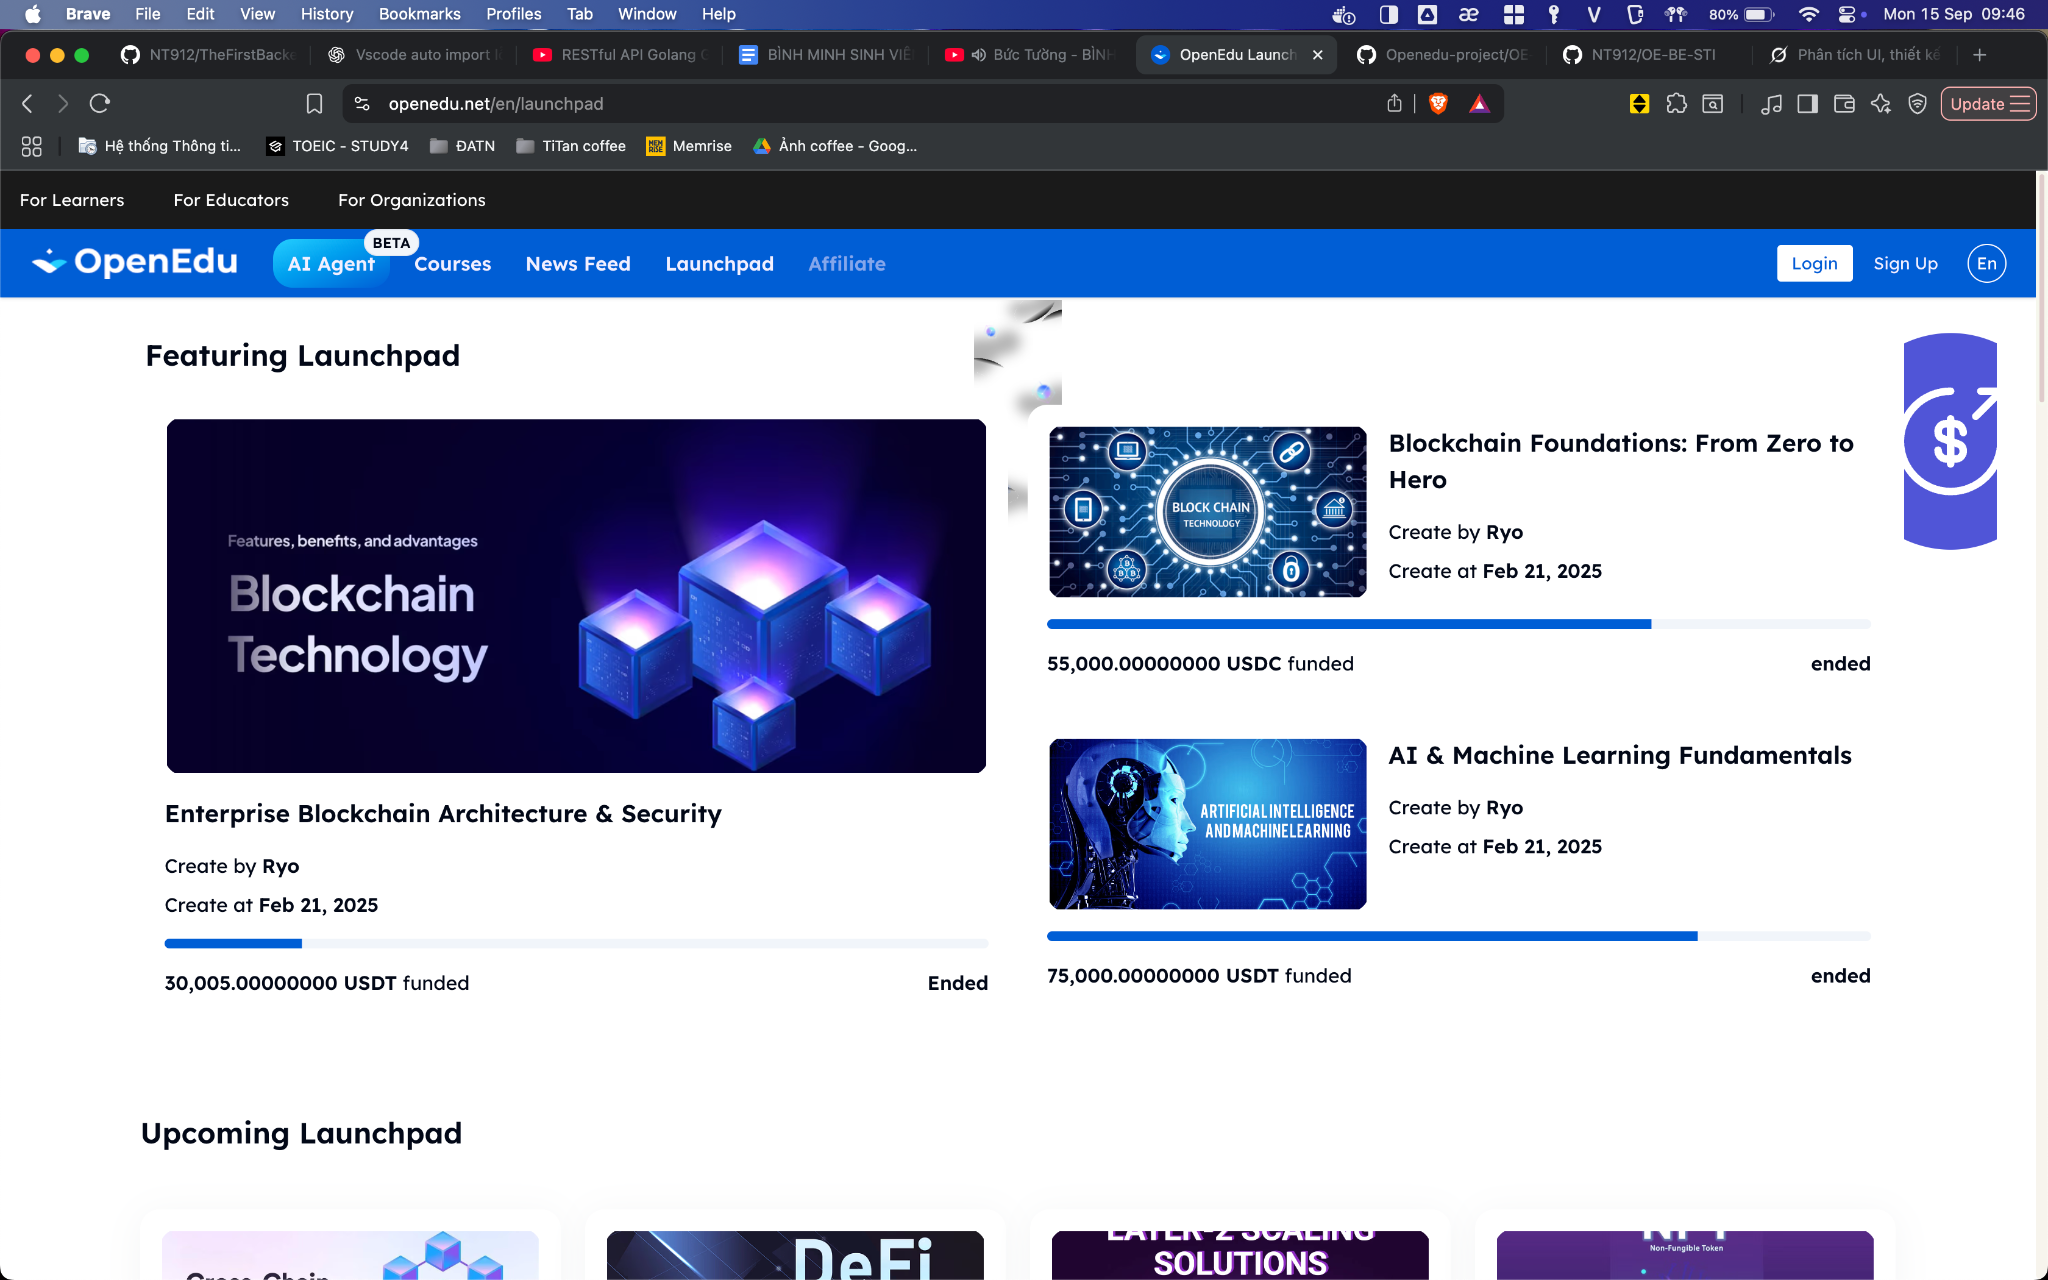 Brave File Edit View History Bookmarks Profiles Tab Window Help 80% Mon 15 Sep 09:46
NT912/TheFirstBacke Vscode auto import RESTful API Golang BÌNH MINH SINH VIÊ Bức Tường - BÌNH OpenEdu Launch Openedu-project/OE NT912/OE-BE-STI Phân tích UI, thiết kế
openedu.net/en/launchpad Update
Hệ thống Thông ti... TOEIC - STUDY4 ĐATN TiTan coffee Memrise Ảnh coffee - Goog...
For Learners For Educators For Organizations
OpenEdu AI Agent BETA Courses News Feed Launchpad Affiliate Login Sign Up En
Featuring Launchpad
Features, benefits, and advantages
Blockchain
Technology
Enterprise Blockchain Architecture & Security
Create by Ryo
Create at Feb 21, 2025
30,005.00000000 USDT funded Ended
BLOCK CHAIN
TECHNOLOGY
Blockchain Foundations: From Zero to
Hero
Create by Ryo
Create at Feb 21, 2025
55,000.00000000 USDC funded ended
ARTIFICIAL INTELLIGENCE
AND MACHINE LEARNING
AI & Machine Learning Fundamentals
Create by Ryo
Create at Feb 21, 2025
75,000.00000000 USDT funded ended
Upcoming Launchpad
Cross-Chain
DeFi
LAYER-2 SCALING
SOLUTIONS
NFT
Non-Fungible Token